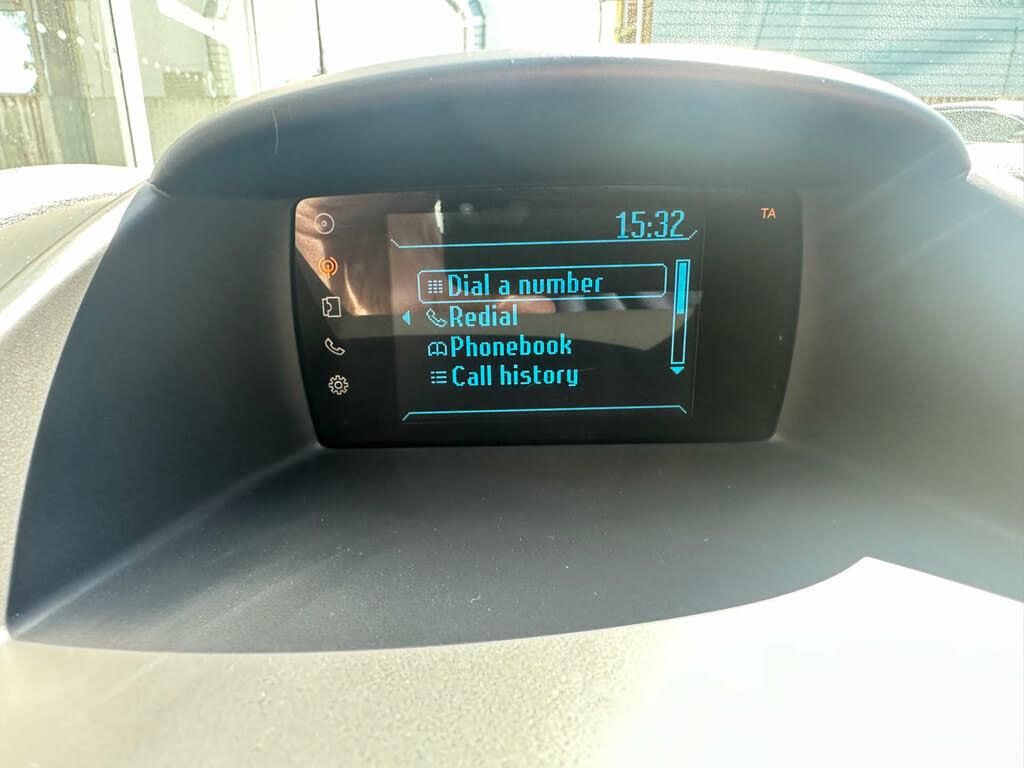 15:32
TA
Dial a number
Redial
Phonebook
Call history